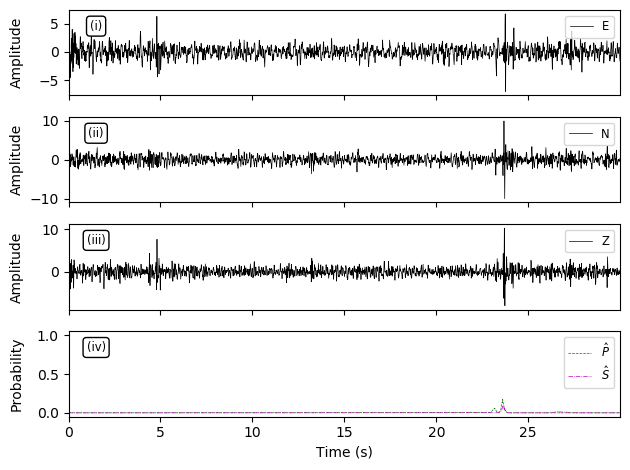 (i)
E
5
0
−5
Amplitude
(ii)
N
10
0
−10
Amplitude
(iii)
Z
10
0
Amplitude
(iv)
P̂
Ŝ
1.0
0.5
0.0
Probability
0 5 10 15 20 25
Time (s)